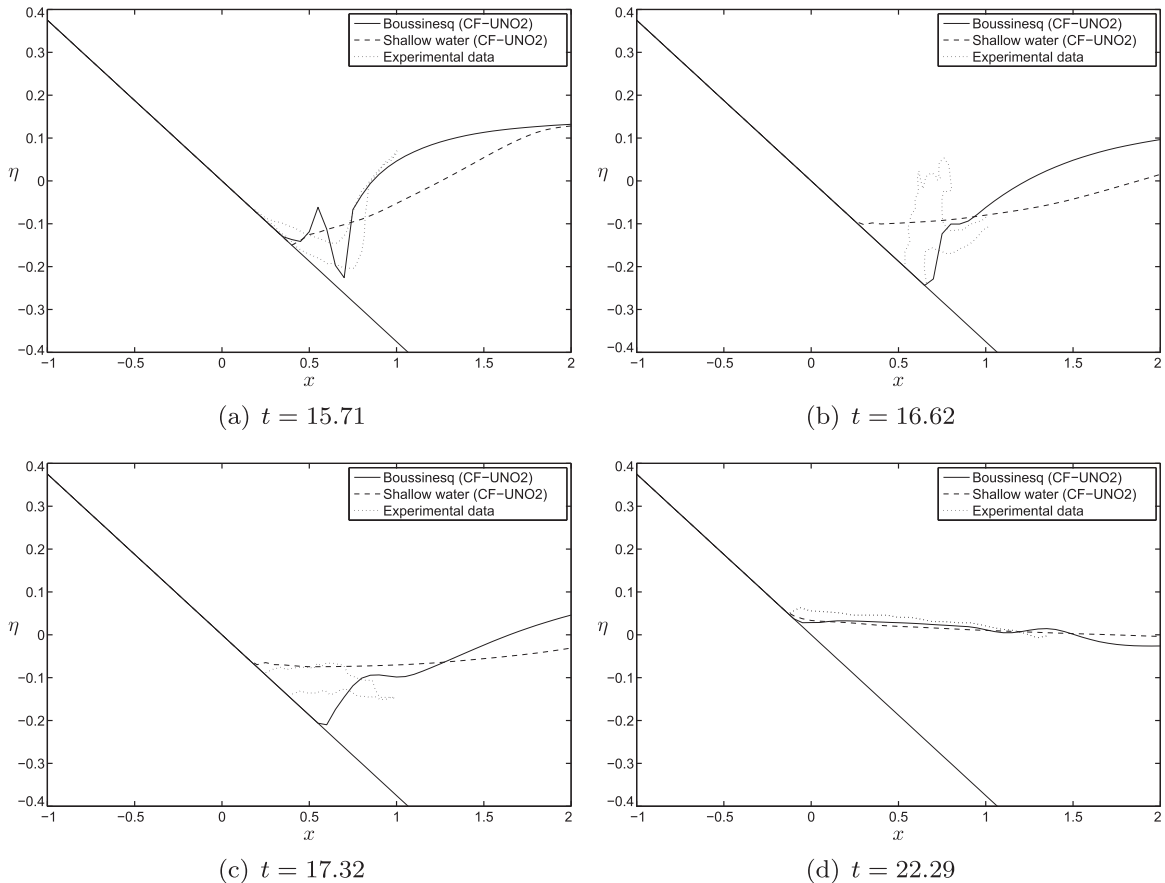 0.4
0.3
0.2
0.1
0
−0.1
−0.2
−0.3
−0.4
η
−1
−0.5
0
0.5
1
1.5
2
x
Boussinesq (CF−UNO2)
Shallow water (CF−UNO2)
Experimental data
(a) t = 15.71
0.4
0.3
0.2
0.1
0
−0.1
−0.2
−0.3
−0.4
η
−1
−0.5
0
0.5
1
1.5
2
x
Boussinesq (CF−UNO2)
Shallow water (CF−UNO2)
Experimental data
(b) t = 16.62
0.4
0.3
0.2
0.1
0
−0.1
−0.2
−0.3
−0.4
η
−1
−0.5
0
0.5
1
1.5
2
x
Boussinesq (CF−UNO2)
Shallow water (CF−UNO2)
Experimental data
(c) t = 17.32
0.4
0.3
0.2
0.1
0
−0.1
−0.2
−0.3
−0.4
η
−1
−0.5
0
0.5
1
1.5
2
x
Boussinesq (CF−UNO2)
Shallow water (CF−UNO2)
Experimental data
(d) t = 22.29